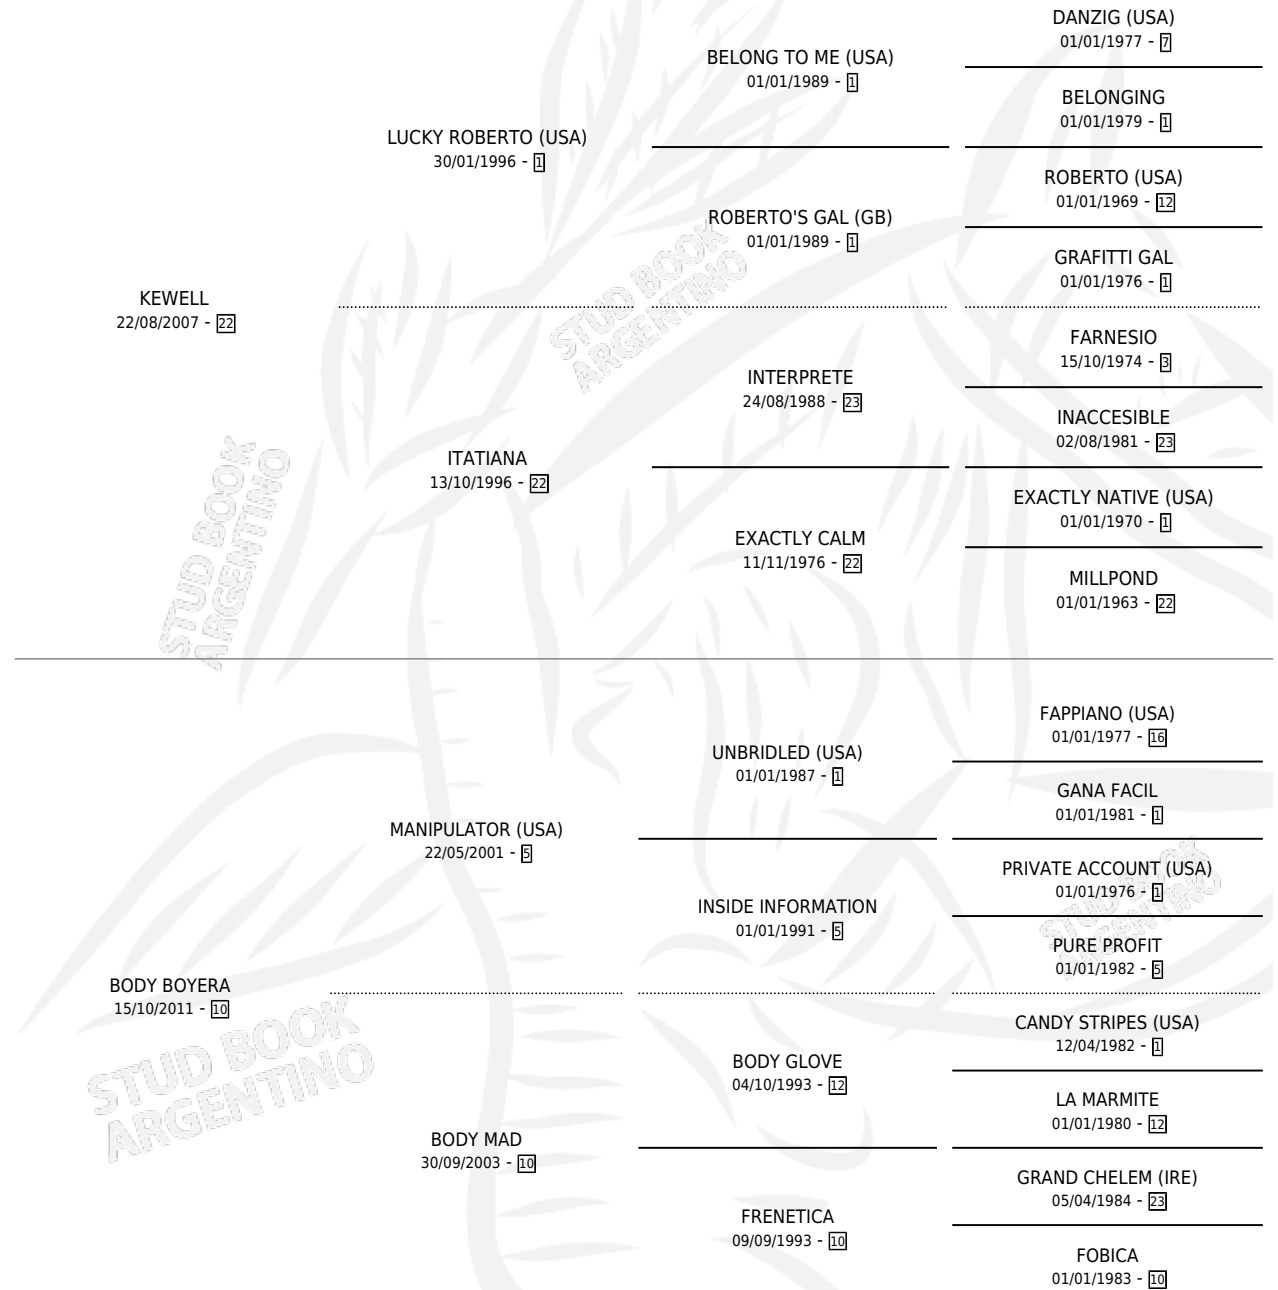 DANZIG (USA)
01/01/1977 - 7
BELONG TO ME (USA)
01/01/1989 - 1
BELONGING
01/01/1979 - 1
LUCKY ROBERTO (USA)
30/01/1996 - 1
ROBERTO (USA)
01/01/1969 - 12
ROBERTO'S GAL (GB)
01/01/1989 - 1
GRAFITTI GAL
01/01/1976 - 1
KEWELL
22/08/2007 - 22
STUD BOOK
ARGENTINO
FARNESIO
15/10/1974 - 3
INTERPRETE
24/08/1988 - 23
INACCESIBLE
02/08/1981 - 23
ITATIANA
13/10/1996 - 22
EXACTLY NATIVE (USA)
01/01/1970 - 1
EXACTLY CALM
11/11/1976 - 22
MILLPOND
01/01/1963 - 22
STUD BOOK
ARGENTINO
FAPPIANO (USA)
01/01/1977 - 16
UNBRIDLED (USA)
01/01/1987 - 1
GANA FACIL
01/01/1981 - 1
MANIPULATOR (USA)
22/05/2001 - 5
PRIVATE ACCOUNT (USA)
01/01/1976 - 1
INSIDE INFORMATION
01/01/1991 - 5
PURE PROFIT
01/01/1982 - 5
STUD BOOK
ARGENTINO
BODY BOYERA
15/10/2011 - 10
CANDY STRIPES (USA)
12/04/1982 - 1
BODY GLOVE
04/10/1993 - 12
LA MARMITE
01/01/1980 - 12
STUD BOOK
ARGENTINO
BODY MAD
30/09/2003 - 10
GRAND CHELEM (IRE)
05/04/1984 - 23
FRENETICA
09/09/1993 - 10
FOBICA
01/01/1983 - 10